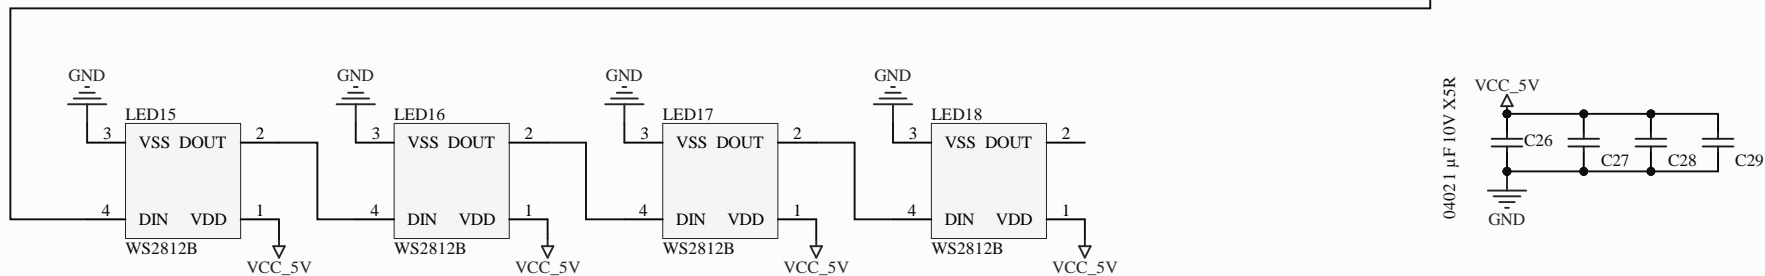 GND GND GND GND
LED15 LED16 LED17 LED18
3 VSS DOUT 2 3 VSS DOUT 2 3 VSS DOUT 2 3 VSS DOUT 2
4 DIN VDD 1 4 DIN VDD 1 4 DIN VDD 1 4 DIN VDD 1
WS2812B WS2812B WS2812B WS2812B
VCC_5V VCC_5V VCC_5V VCC_5V
0402 1 µF 10V X5R
VCC_5V
C26 C27 C28 C29
GND